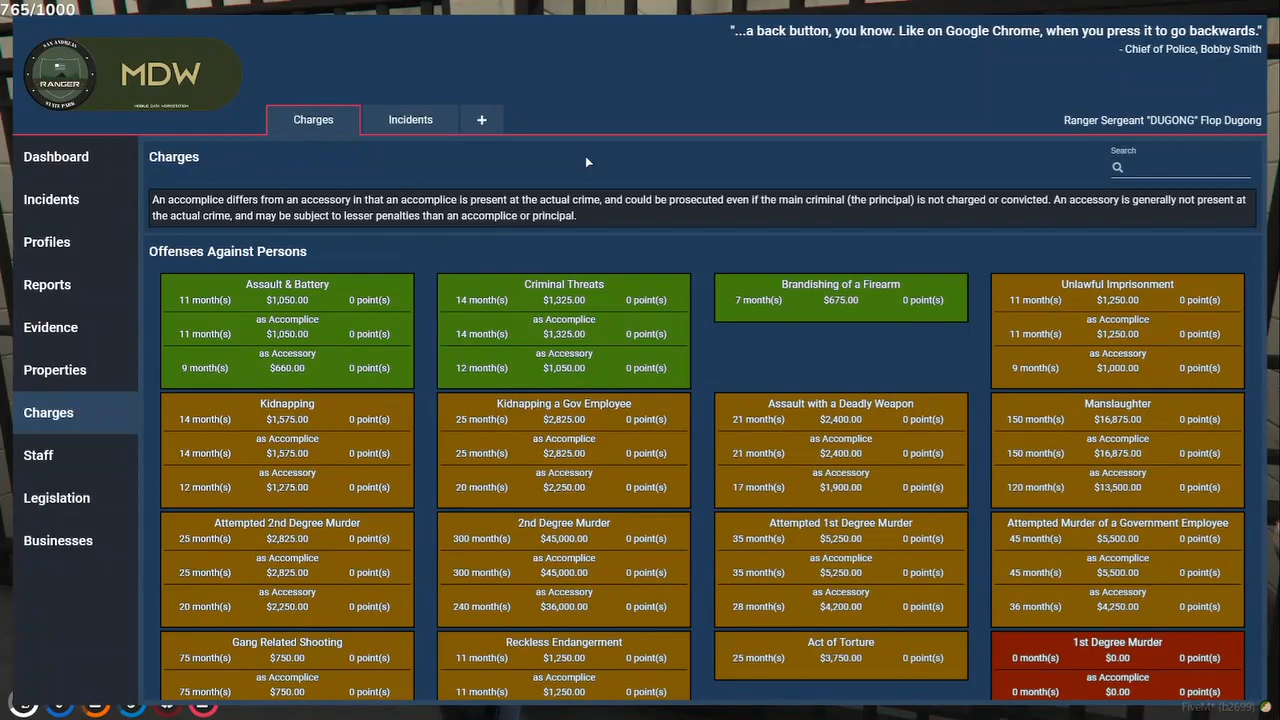 765/1000
"...a back button, you know. Like on Google Chrome, when you press it to go backwards."
- Chief of Police, Bobby Smith
SAN ANDREAS
RANGER
STATE PARK
MDW
MOBILE DATA WORKSTATION
Charges
Incidents
+
Ranger Sergeant "DUGONG" Flop Dugong
Dashboard
Incidents
Profiles
Reports
Evidence
Properties
Charges
Staff
Legislation
Businesses
Charges
Search
An accomplice differs from an accessory in that an accomplice is present at the actual crime, and could be prosecuted even if the main criminal (the principal) is not charged or convicted. An accessory is generally not present at
the actual crime, and may be subject to lesser penalties than an accomplice or principal.
Offenses Against Persons
Assault & Battery
11 month(s) $1,050.00 0 point(s)
as Accomplice
11 month(s) $1,050.00 0 point(s)
as Accessory
9 month(s) $660.00 0 point(s)
Criminal Threats
14 month(s) $1,325.00 0 point(s)
as Accomplice
14 month(s) $1,325.00 0 point(s)
as Accessory
12 month(s) $1,050.00 0 point(s)
Brandishing of a Firearm
7 month(s) $675.00 0 point(s)
Unlawful Imprisonment
11 month(s) $1,250.00 0 point(s)
as Accomplice
11 month(s) $1,250.00 0 point(s)
as Accessory
9 month(s) $1,000.00 0 point(s)
Kidnapping
14 month(s) $1,575.00 0 point(s)
as Accomplice
14 month(s) $1,575.00 0 point(s)
as Accessory
12 month(s) $1,275.00 0 point(s)
Kidnapping a Gov Employee
25 month(s) $2,825.00 0 point(s)
as Accomplice
25 month(s) $2,825.00 0 point(s)
as Accessory
20 month(s) $2,250.00 0 point(s)
Assault with a Deadly Weapon
21 month(s) $2,400.00 0 point(s)
as Accomplice
21 month(s) $2,400.00 0 point(s)
as Accessory
17 month(s) $1,900.00 0 point(s)
Manslaughter
150 month(s) $16,875.00 0 point(s)
as Accomplice
150 month(s) $16,875.00 0 point(s)
as Accessory
120 month(s) $13,500.00 0 point(s)
Attempted 2nd Degree Murder
25 month(s) $2,825.00 0 point(s)
as Accomplice
25 month(s) $2,825.00 0 point(s)
as Accessory
20 month(s) $2,250.00 0 point(s)
2nd Degree Murder
300 month(s) $45,000.00 0 point(s)
as Accomplice
300 month(s) $45,000.00 0 point(s)
as Accessory
240 month(s) $36,000.00 0 point(s)
Attempted 1st Degree Murder
35 month(s) $5,250.00 0 point(s)
as Accomplice
35 month(s) $5,250.00 0 point(s)
as Accessory
28 month(s) $4,200.00 0 point(s)
Attempted Murder of a Government Employee
45 month(s) $5,500.00 0 point(s)
as Accomplice
45 month(s) $5,500.00 0 point(s)
as Accessory
36 month(s) $4,250.00 0 point(s)
Gang Related Shooting
75 month(s) $750.00 0 point(s)
as Accomplice
75 month(s) $750.00 0 point(s)
Reckless Endangerment
11 month(s) $1,250.00 0 point(s)
as Accomplice
11 month(s) $1,250.00 0 point(s)
Act of Torture
25 month(s) $3,750.00 0 point(s)
1st Degree Murder
0 month(s) $0.00 0 point(s)
as Accomplice
0 month(s) $0.00 0 point(s)
FiveM* (b2699)